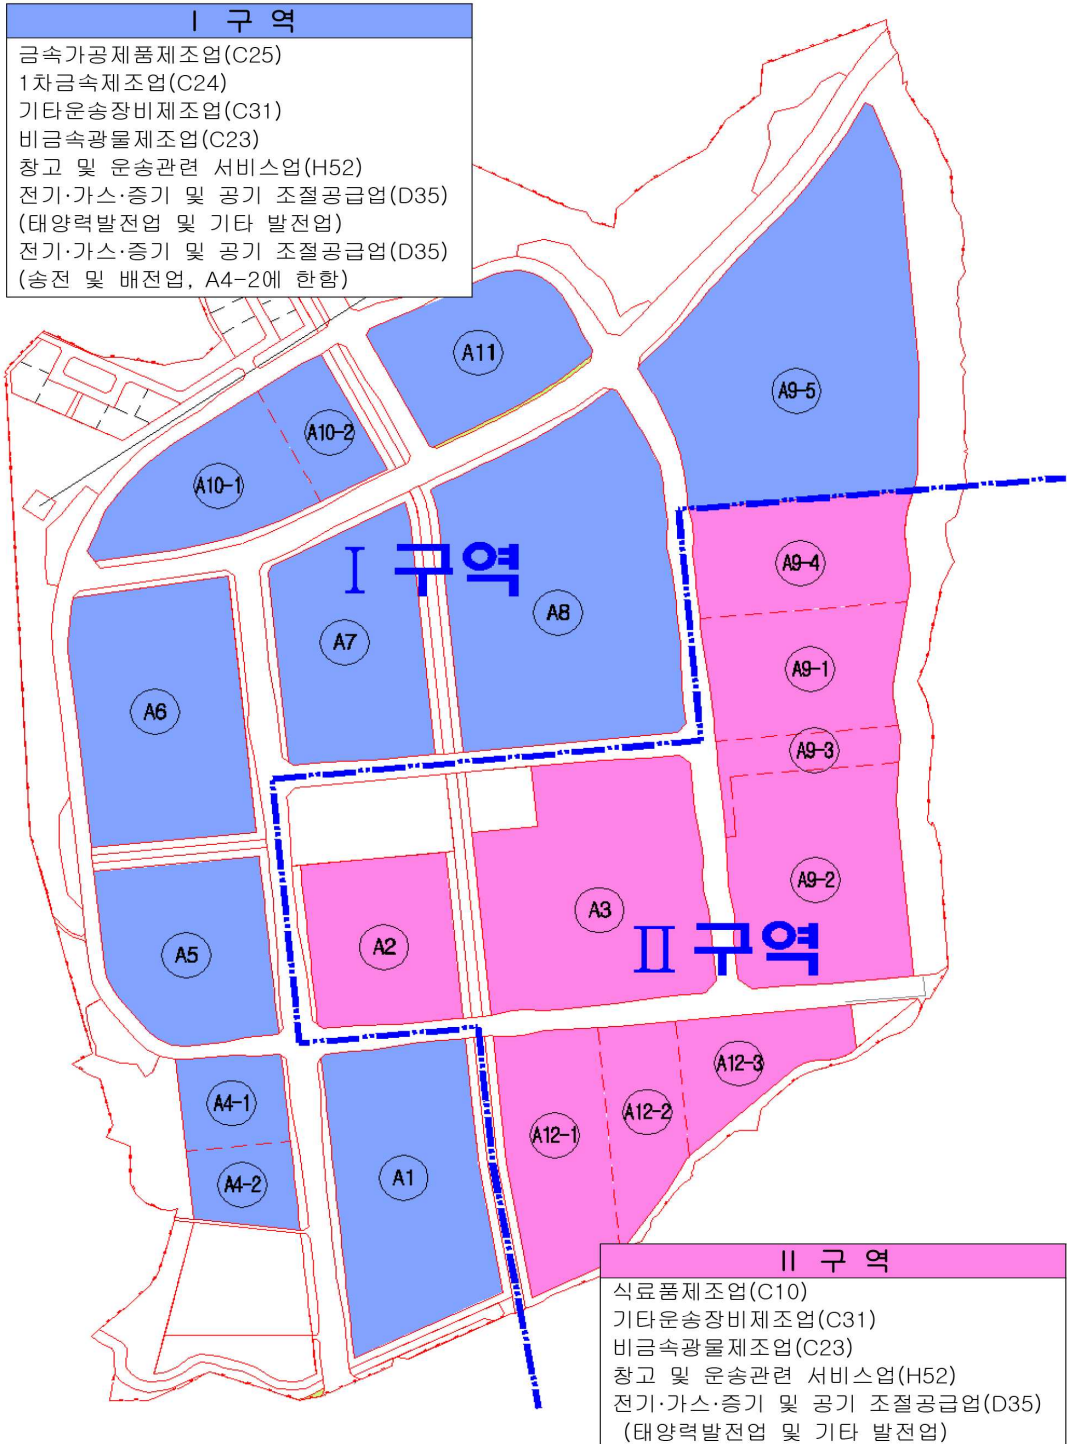 I 구 역
금속가공제품제조업(C25)
1차금속제조업(C24)
기타운송장비제조업(C31)
비금속광물제조업(C23)
창고 및 운송관련 서비스업(H52)
전기·가스·증기 및 공기 조절공급업(D35)
(태양력발전업 및 기타 발전업)
전기·가스·증기 및 공기 조절공급업(D35)
(송전 및 배전업, A4-2에 한함)
A11
A9-5
A10-2
A10-1
I 구역
A9-4
A8
A7
A9-1
A6
A9-3
A9-2
A3
II 구역
A2
A5
A12-3
A4-1
A12-2
A12-1
A1
A4-2
II 구 역
식료품제조업(C10)
기타운송장비제조업(C31)
비금속광물제조업(C23)
창고 및 운송관련 서비스업(H52)
전기·가스·증기 및 공기 조절공급업(D35)
(태양력발전업 및 기타 발전업)